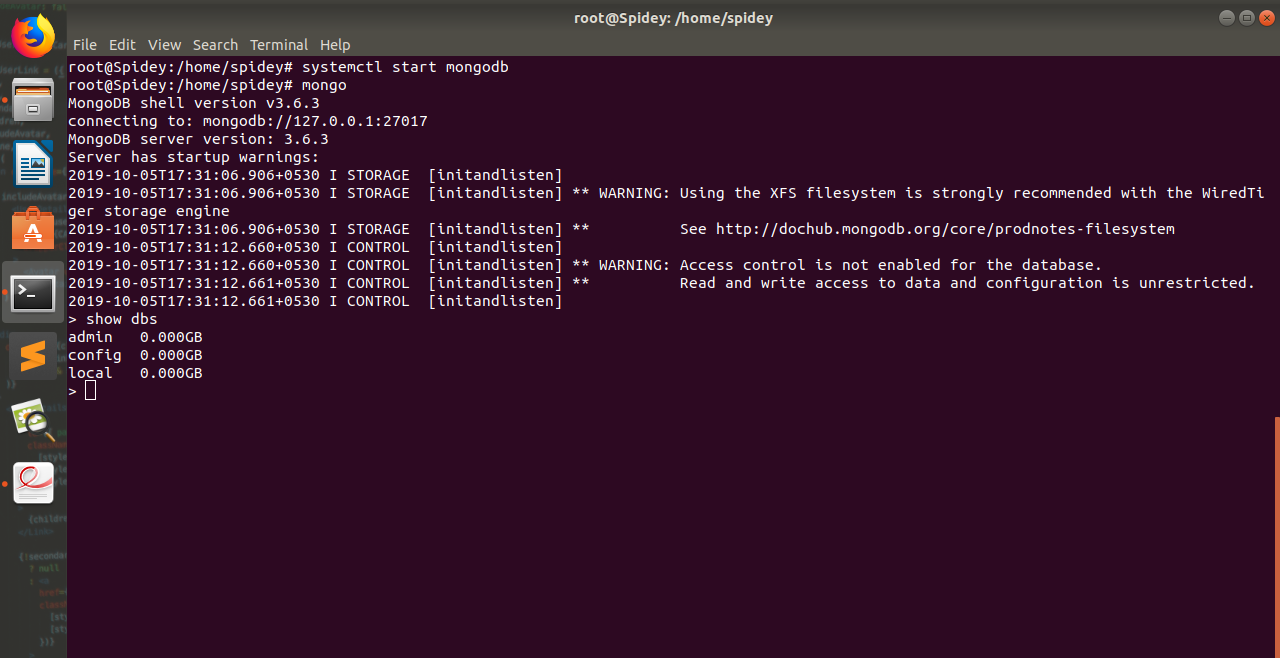 root@Spidey: /home/spidey
File Edit View Search Terminal Help
root@Spidey:/home/spidey# systemctl start mongodb
root@Spidey:/home/spidey# mongo
MongoDB shell version v3.6.3
connecting to: mongodb://127.0.0.1:27017
MongoDB server version: 3.6.3
Server has startup warnings:
2019-10-05T17:31:06.906+0530 I STORAGE  [initandlisten]
2019-10-05T17:31:06.906+0530 I STORAGE  [initandlisten] ** WARNING: Using the XFS filesystem is strongly recommended with the WiredTi
ger storage engine
2019-10-05T17:31:06.906+0530 I STORAGE  [initandlisten] **          See http://dochub.mongodb.org/core/prodnotes-filesystem
2019-10-05T17:31:12.660+0530 I CONTROL  [initandlisten]
2019-10-05T17:31:12.660+0530 I CONTROL  [initandlisten] ** WARNING: Access control is not enabled for the database.
2019-10-05T17:31:12.661+0530 I CONTROL  [initandlisten] **          Read and write access to data and configuration is unrestricted.
2019-10-05T17:31:12.661+0530 I CONTROL  [initandlisten]
> show dbs
admin   0.000GB
config  0.000GB
local   0.000GB
>